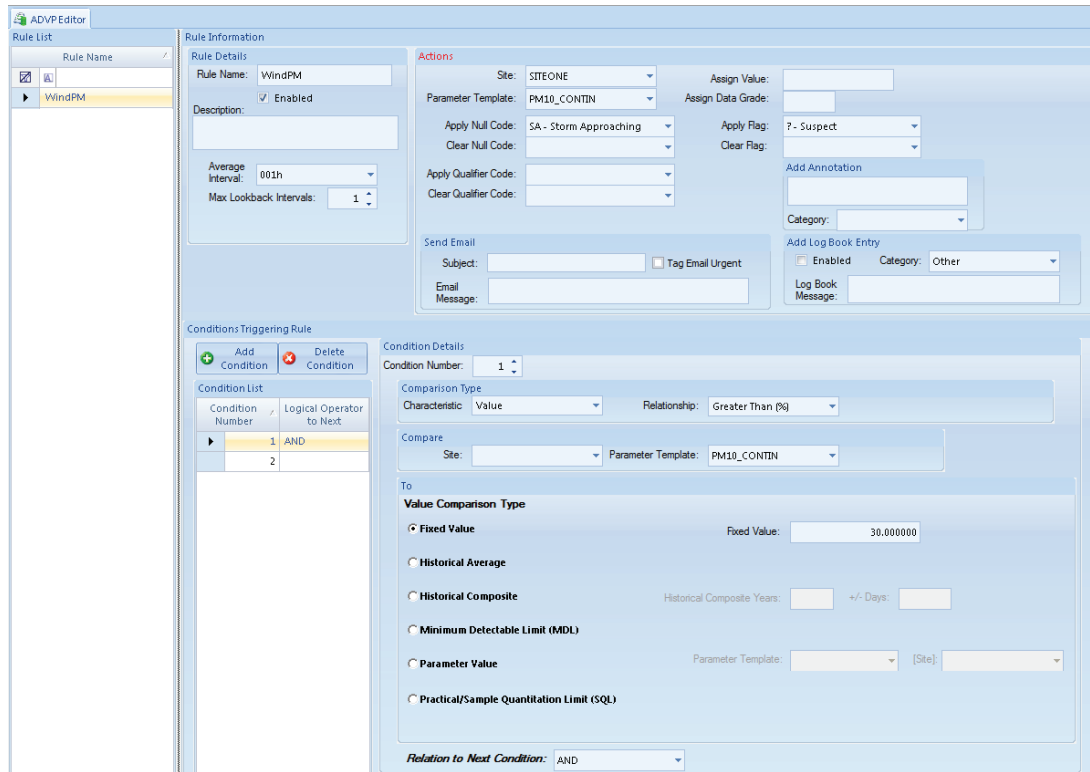 ADVP Editor
Rule List
Rule Name
A
WindPM
Rule Information
Rule Details
Rule Name: WindPM
Enabled
Description:
Average Interval: 001h
Max Lookback Intervals: 1
Actions
Site: SITEONE
Assign Value:
Parameter Template: PM10_CONTIN
Assign Data Grade:
Apply Null Code: SA - Storm Approaching
Apply Flag: ? - Suspect
Clear Null Code:
Clear Flag:
Apply Qualifier Code:
Clear Qualifier Code:
Add Annotation
Category:
Send Email
Subject:
Tag Email Urgent
Email Message:
Add Log Book Entry
Enabled
Category: Other
Log Book Message:
Conditions Triggering Rule
Add Condition
Delete Condition
Condition List
Condition Number
Logical Operator to Next
1 AND
2
Condition Details
Condition Number: 1
Comparison Type
Characteristic Value
Relationship: Greater Than (%)
Compare
Site:
Parameter Template: PM10_CONTIN
To
Value Comparison Type
Fixed Value
Fixed Value: 30.000000
Historical Average
Historical Composite
Historical Composite Years:
+/- Days:
Minimum Detectable Limit (MDL)
Parameter Value
Parameter Template:
[Site]:
Practical/Sample Quantitation Limit (SQL)
Relation to Next Condition: AND